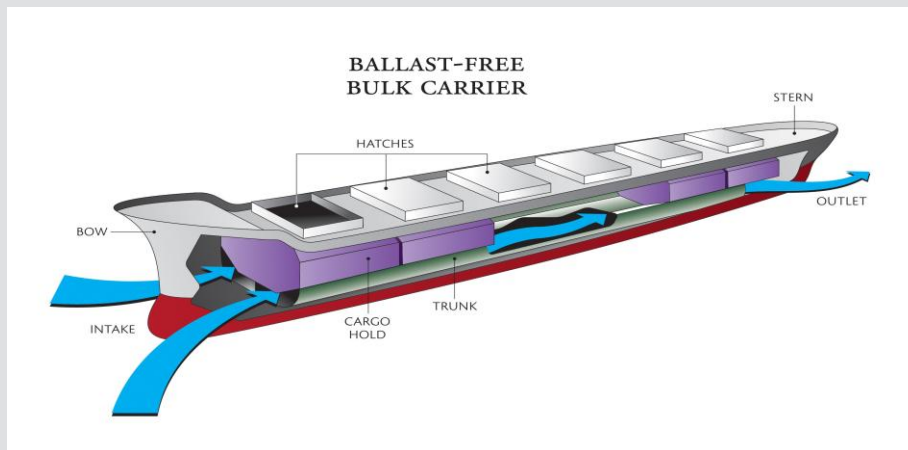 BALLAST-FREE
BULK CARRIER
STERN
HATCHES
OUTLET
BOW
INTAKE
CARGO
HOLD
TRUNK